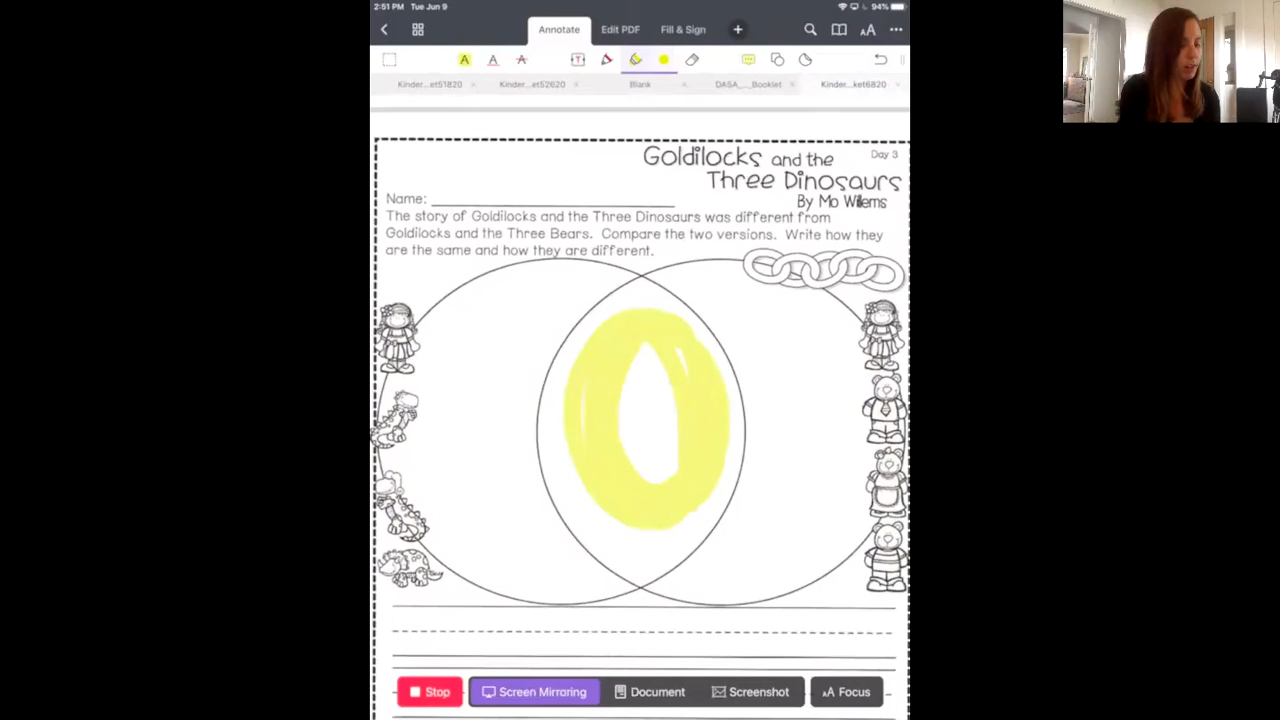 2:51 PM Tue Jun 9 94%
Annotate Edit PDF Fill & Sign + AA
A A A T
Kinder...et51820 Kinder...et52620 Blank DASA_..._Booklet Kinder...ket6820
Goldilocks and the Day 3
Three Dinosaurs
Name: By Mo Willems
The story of Goldilocks and the Three Dinosaurs was different from
Goldilocks and the Three Bears. Compare the two versions. Write how they
are the same and how they are different.
Stop Screen Mirroring Document Screenshot AA Focus